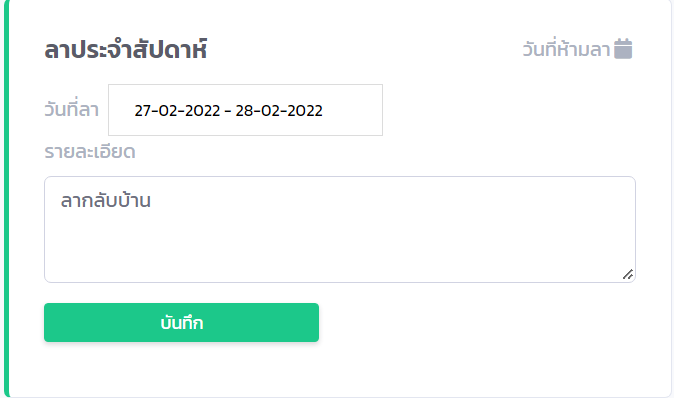 ลาประจำสัปดาห์ วันที่ห้ามลา
วันที่ลา 27-02-2022 - 28-02-2022
รายละเอียด
ลากลับบ้าน
บันทึก